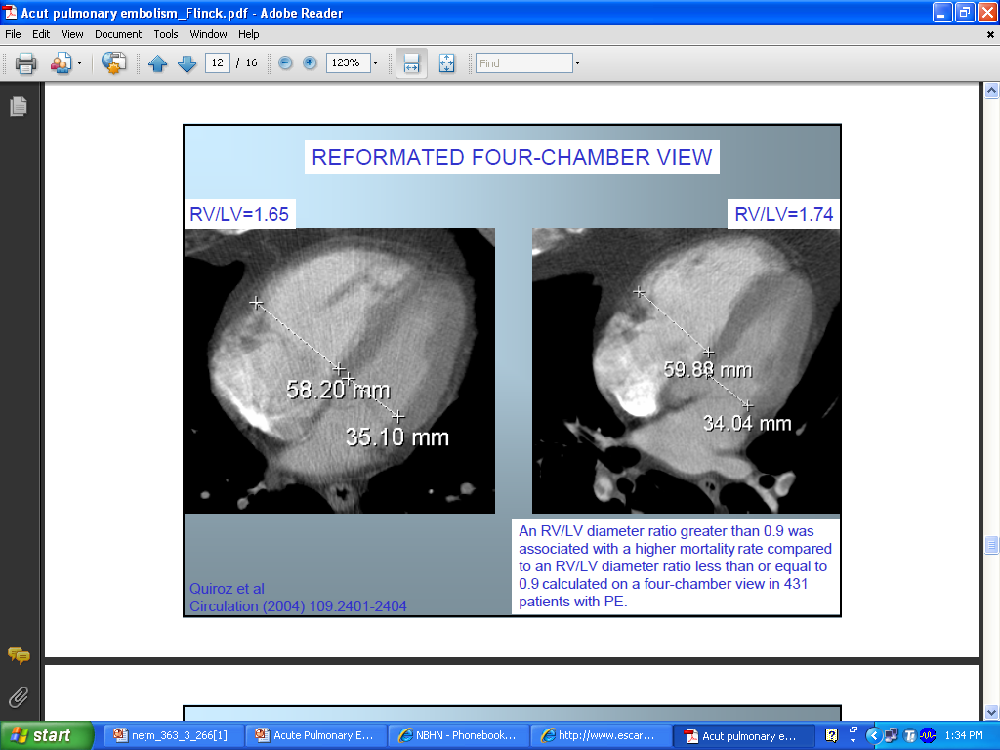 Acut pulmonary embolism_Flinck.pdf - Adobe Reader
File Edit View Document Tools Window Help
12 / 16 123% Find
REFORMATED FOUR-CHAMBER VIEW
RV/LV=1.65
RV/LV=1.74
58.20 mm
35.10 mm
59.88 mm
34.04 mm
An RV/LV diameter ratio greater than 0.9 was
associated with a higher mortality rate compared
to an RV/LV diameter ratio less than or equal to
0.9 calculated on a four-chamber view in 431
patients with PE.
Quiroz et al
Circulation (2004) 109:2401-2404
start nejm_363_3_266[1] Acute Pulmonary E... NBHN - Phonebook... http://www.escar... Acut pulmonary e... 1:34 PM